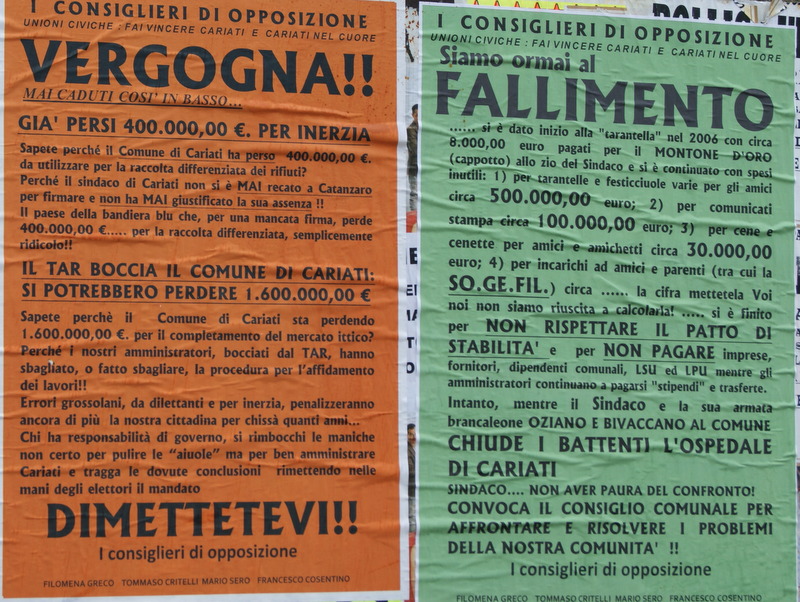 I CONSIGLIERI DI OPPOSIZIONE
UNIONI CIVICHE : FAI VINCERE CARIATI E CARIATI NEL CUORE
VERGOGNA!!
MAI CADUTI COSI' IN BASSO...
GIA' PERSI 400.000,00 €. PER INERZIA
Sapete perché il Comune di Cariati ha perso 400.000,00 €.
da utilizzare per la raccolta differenziata dei rifiuti?
Perché il sindaco di Cariati non si è MAI recato a Catanzaro
per firmare e non ha MAI giustificato la sua assenza !!
Il paese della bandiera blu che, per una mancata firma, perde
400.000,00 €..... per la raccolta differenziata, semplicemente
ridicolo!!
IL TAR BOCCIA IL COMUNE DI CARIATI:
SI POTREBBERO PERDERE 1.600.000,00 €
Sapete perchè il Comune di Cariati sta perdendo
1.600.000,00 €. per il completamento del mercato ittico?
Perché i nostri amministratori, bocciati dal TAR, hanno
sbagliato, o fatto sbagliare, la procedura per l'affidamento
dei lavori!!
Errori grossolani, da dilettanti e per inerzia, penalizzeranno
ancora di più la nostra cittadina per chissà quanti anni...
Chi ha responsabilità di governo, si rimbocchi le maniche
non certo per pulire le "aiuole" ma per ben amministrare
Cariati e tragga le dovute conclusioni rimettendo nelle
mani degli elettori il mandato
DIMETTETEVI!!
I consiglieri di opposizione
FILOMENA GRECO TOMMASO CRITELLI MARIO SERO FRANCESCO COSENTINO
I CONSIGLIERI DI OPPOSIZIONE
UNIONI CIVICHE : FAI VINCERE CARIATI E CARIATI NEL CUORE
Siamo ormai al
FALLIMENTO
...... si è dato inizio alla "tarantella" nel 2006 con circa
8.000,00 euro pagati per il MONTONE D'ORO
(cappotto) allo zio del Sindaco e si è continuato con spesi
inutili: 1) per tarantelle e festicciuole varie per gli amici
circa 500.000,00 euro; 2) per comunicati
stampa circa 100.000,00 euro; 3) per cene e
cenette per amici e amichetti circa 30.000,00
euro; 4) per incarichi ad amici e parenti (tra cui la
SO.GE.FIL.) circa ...... la cifra mettetela Voi
noi non siamo riuscita a calcolarla! ..... si è finito
per NON RISPETTARE IL PATTO DI
STABILITA' e per NON PAGARE imprese,
fornitori, dipendenti comunali, LSU ed LPU mentre gli
amministratori continuano a pagarsi "stipendi" e trasferte.
Intanto, mentre il Sindaco e la sua armata
brancaleone OZIANO E BIVACCANO AL COMUNE
CHIUDE I BATTENTI L'OSPEDALE
DI CARIATI
SINDACO.... NON AVER PAURA DEL CONFRONTO!
CONVOCA IL CONSIGLIO COMUNALE PER
AFFRONTARE E RISOLVERE I PROBLEMI
DELLA NOSTRA COMUNITA' !!
I consiglieri di opposizione
FILOMENA GRECO TOMMASO CRITELLI MARIO SERO FRANCESCO COSENTINO